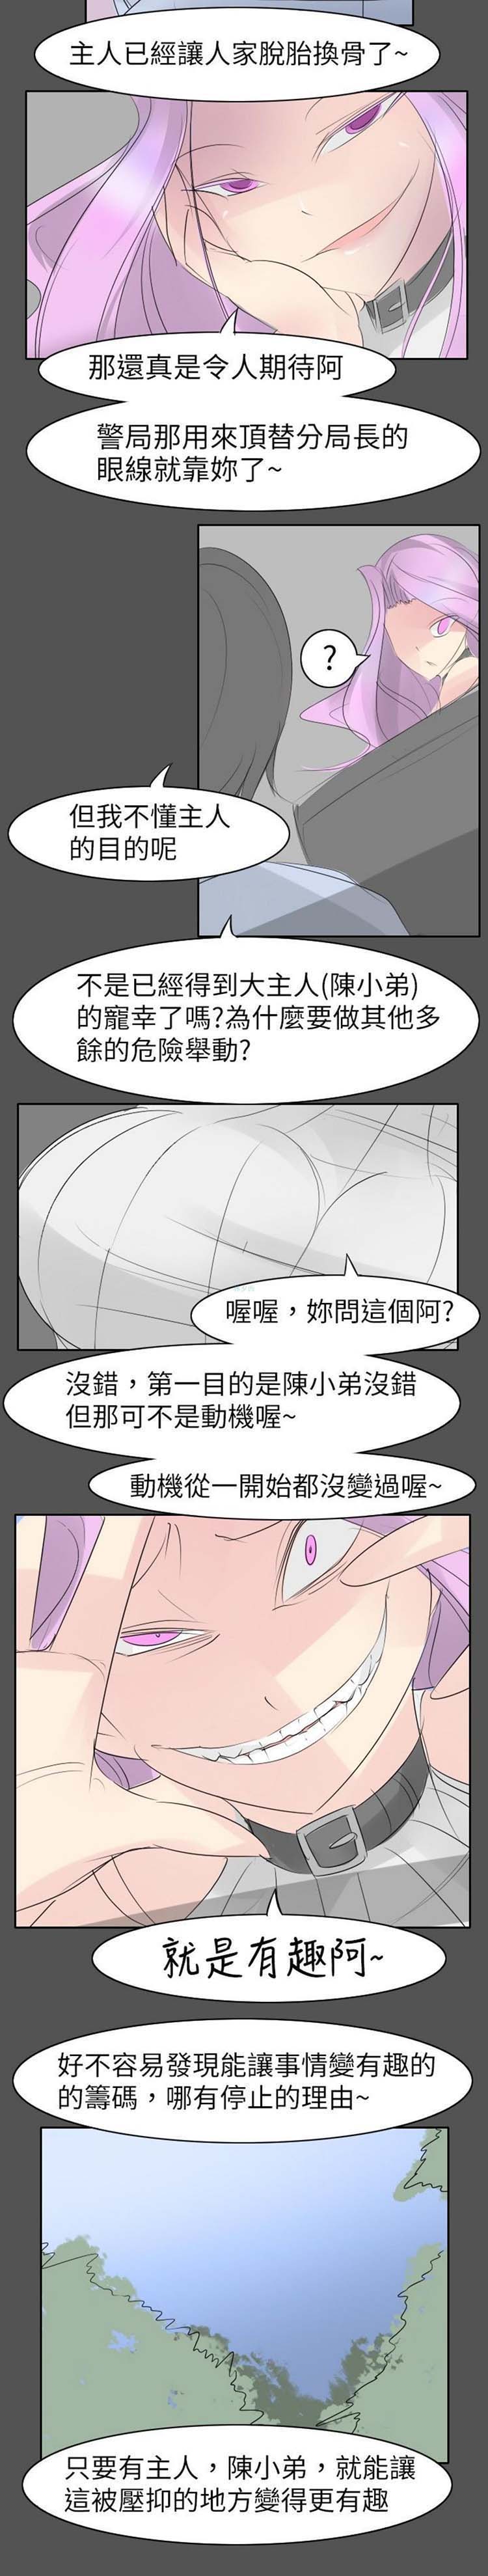 主人已經讓人家脫胎換骨了~
那還真是令人期待阿
警局那用來頂替分局長的
眼線就靠妳了~
?
但我不懂主人
的目的呢
不是已經得到大主人(陳小弟)
的寵幸了嗎?為什麼要做其他多
餘的危險舉動?
喔喔，妳問這個阿?
沒錯，第一目的是陳小弟沒錯
但那可不是動機喔~
動機從一開始都沒變過喔~
就是有趣阿~
好不容易發現能讓事情變有趣的
的籌碼，哪有停止的理由~
只要有主人，陳小弟，就能讓
這被壓抑的地方變得更有趣